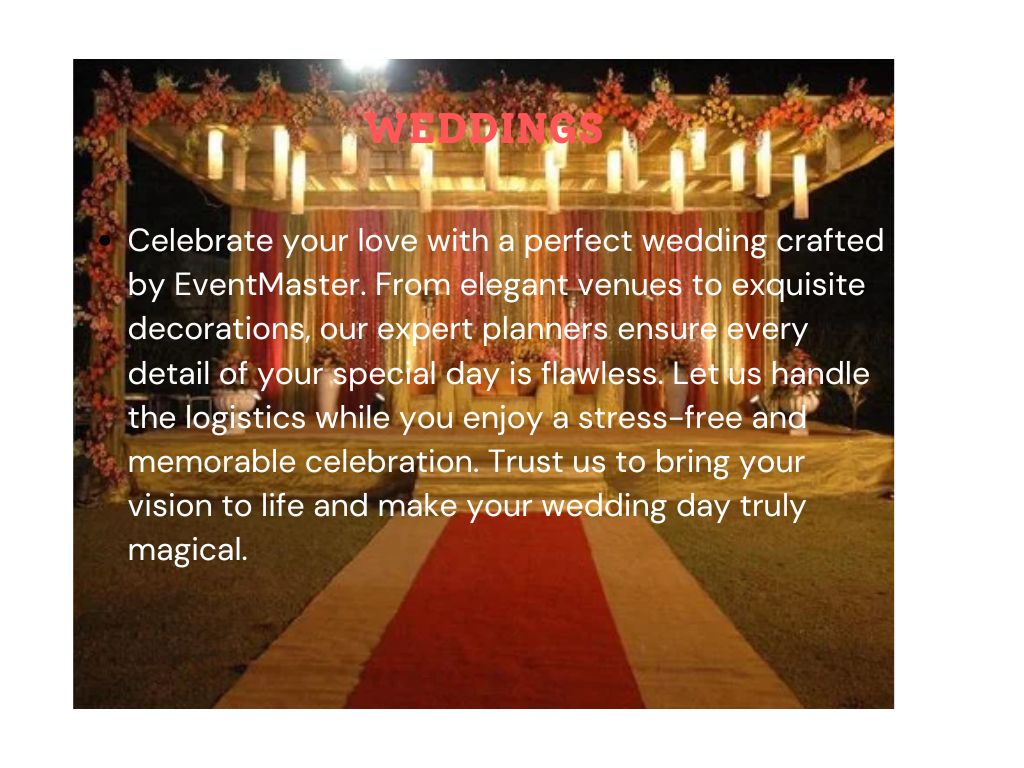 WEDDINGS
• Celebrate your love with a perfect wedding crafted
by EventMaster. From elegant venues to exquisite
decorations, our expert planners ensure every
detail of your special day is flawless. Let us handle
the logistics while you enjoy a stress-free and
memorable celebration. Trust us to bring your
vision to life and make your wedding day truly
magical.